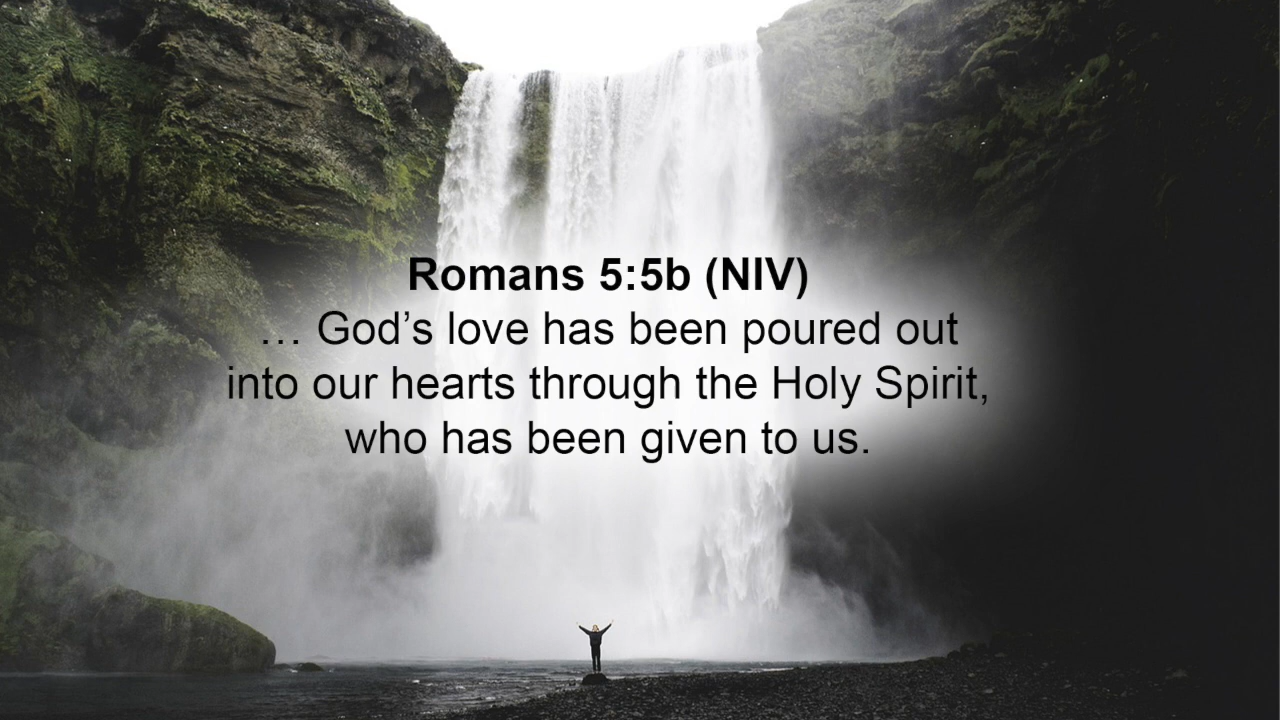 Romans 5:5b (NIV)
… God’s love has been poured out
into our hearts through the Holy Spirit,
who has been given to us.